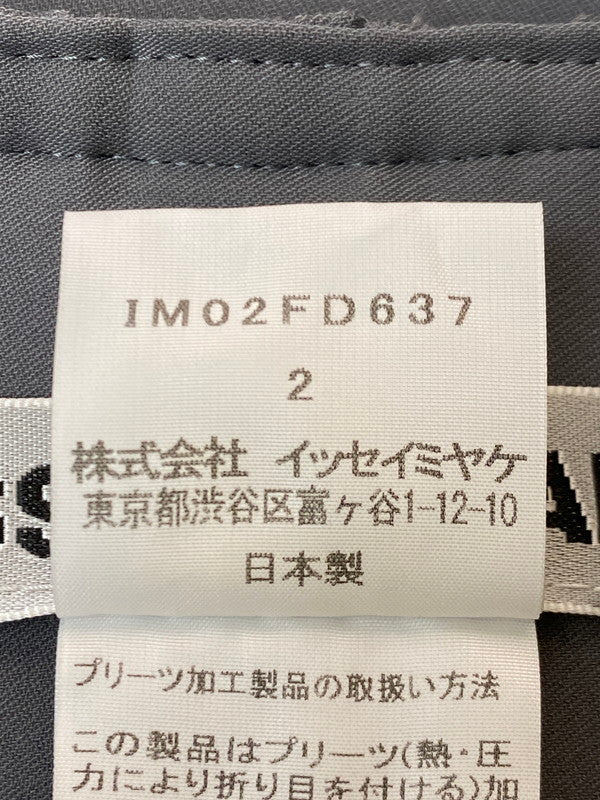 IM02FD637
2
株式会社 イッセイミヤケ
東京都渋谷区富ヶ谷1-12-10
日本製
プリーツ加工製品の取扱い方法
この製品はプリーツ(熱・圧
力により折り目を付ける)加